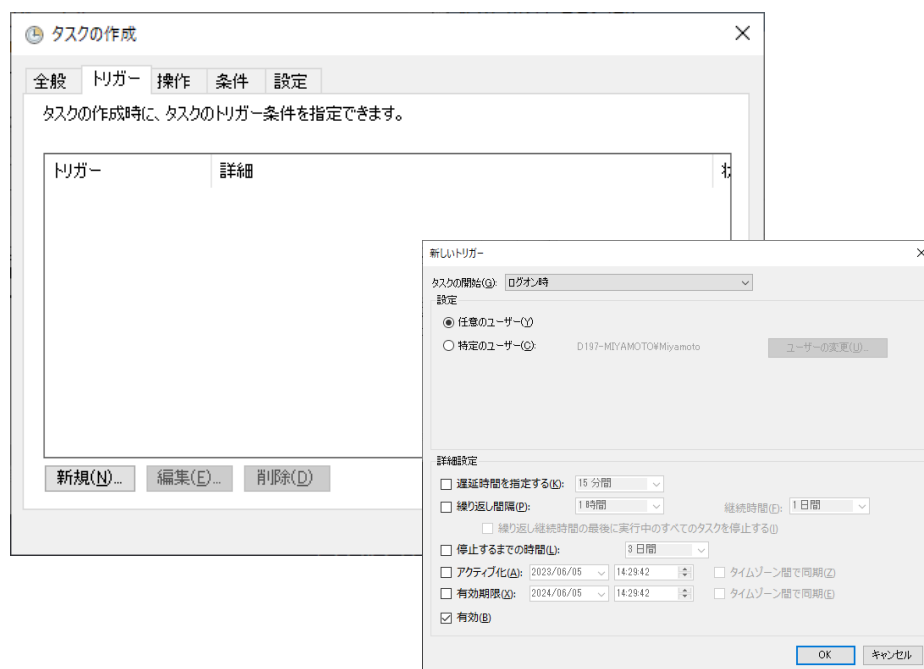 タスクの作成
全般 トリガー 操作 条件 設定
タスクの作成時に、タスクのトリガー条件を指定できます。
トリガー 詳細
新規(N)... 編集(E)... 削除(D)
新しいトリガー
タスクの開始(G): ログオン時
設定
任意のユーザー(Y)
特定のユーザー(C): D197-MIYAMOTO¥Miyamoto ユーザーの変更(U)...
詳細設定
遅延時間を指定する(K): 15 分間
繰り返し間隔(P): 1 時間 継続時間(F): 1 日間
繰り返し継続時間の最後に実行中のすべてのタスクを停止する(I)
停止するまでの時間(L): 3 日間
アクティブ化(A): 2023/06/05 14:29:42 タイムゾーン間で同期(Z)
有効期限(X): 2024/06/05 14:29:42 タイムゾーン間で同期(E)
有効(B)
OK キャンセル